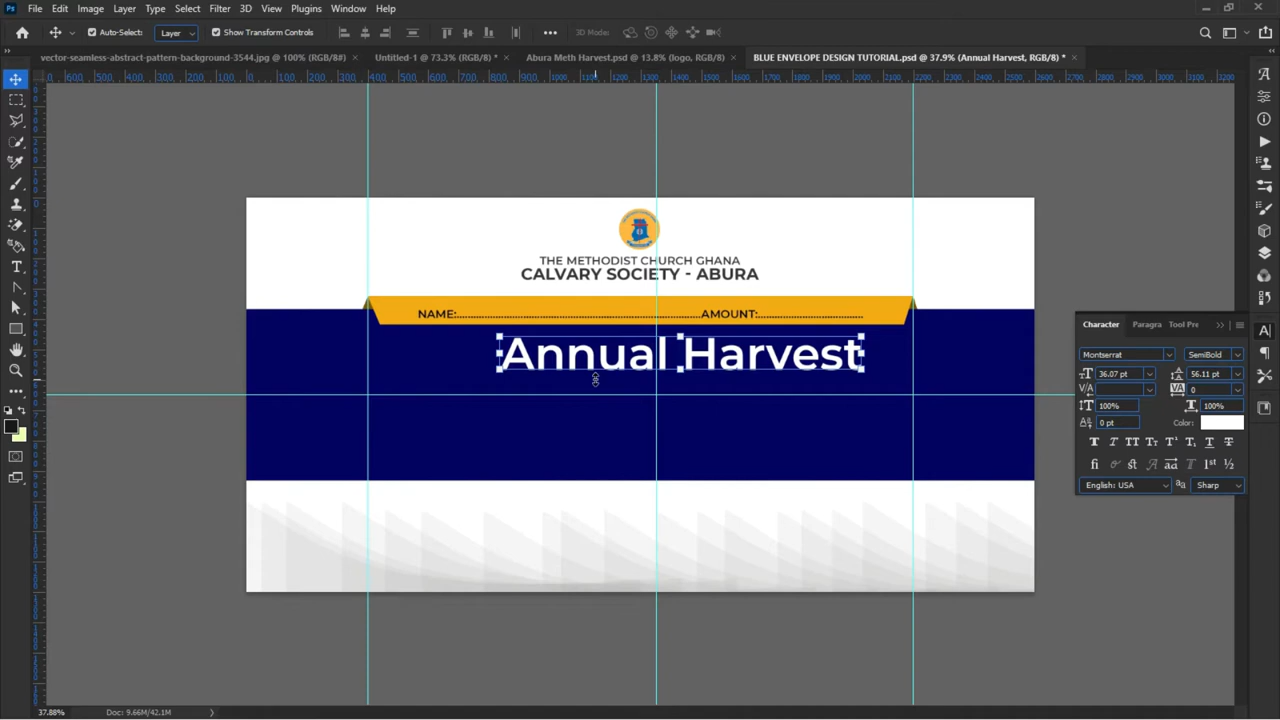 Ps File Edit Image Layer Type Select Filter 3D View Plugins Window Help
Auto-Select: Layer Show Transform Controls 3D Mode:
vector-seamless-abstract-pattern-background-3544.jpg @ 100% (RGB/8#) × Untitled-1 @ 73.3% (RGB/8) * × Abura Meth Harvest.psd @ 13.8% (logo, RGB/8) × BLUE ENVELOPE DESIGN TUTORIAL.psd @ 37.9% (Annual Harvest, RGB/8) * ×
THE METHODIST CHURCH GHANA
CALVARY SOCIETY - ABURA
NAME:.................................................................................AMOUNT:...................................
Annual Harvest
Character Paragra Tool Pre
Montserrat SemiBold
36.07 pt 56.11 pt
0
100% 100%
0 pt Color:
English: USA Sharp
37.88% Doc: 9.66M/42.1M